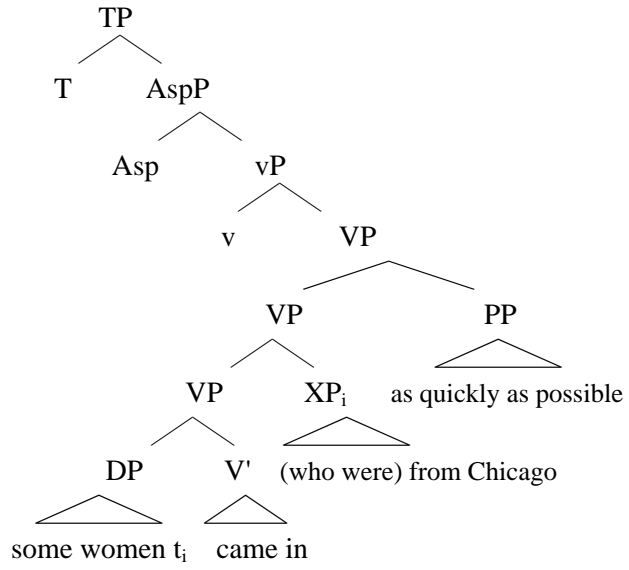 TP
T AspP
Asp vP
v VP
VP PP
VP XPi as quickly as possible
DP V' (who were) from Chicago
some women ti came in